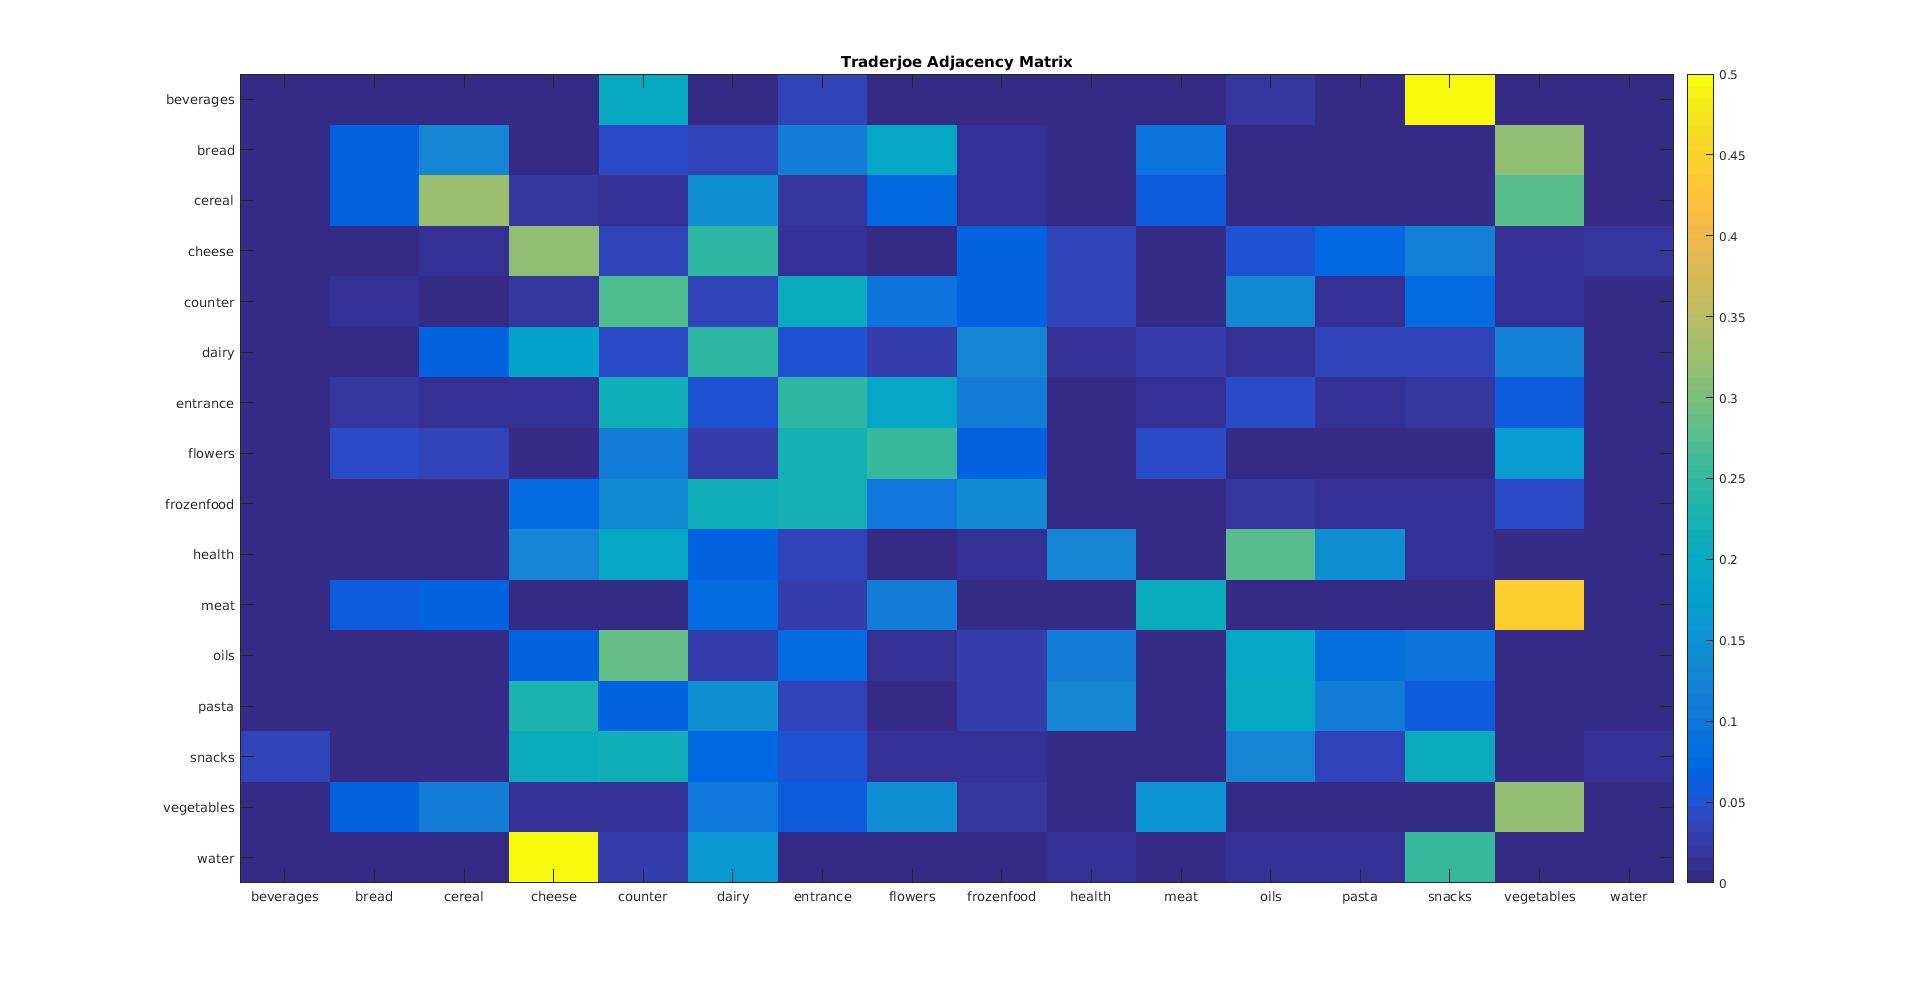 Traderjoe Adjacency Matrix
beverages
bread
cereal
cheese
counter
dairy
entrance
flowers
frozenfood
health
meat
oils
pasta
snacks
vegetables
water
beverages bread cereal cheese counter dairy entrance flowers frozenfood health meat oils pasta snacks vegetables water
0.5
0.45
0.4
0.35
0.3
0.25
0.2
0.15
0.1
0.05
0